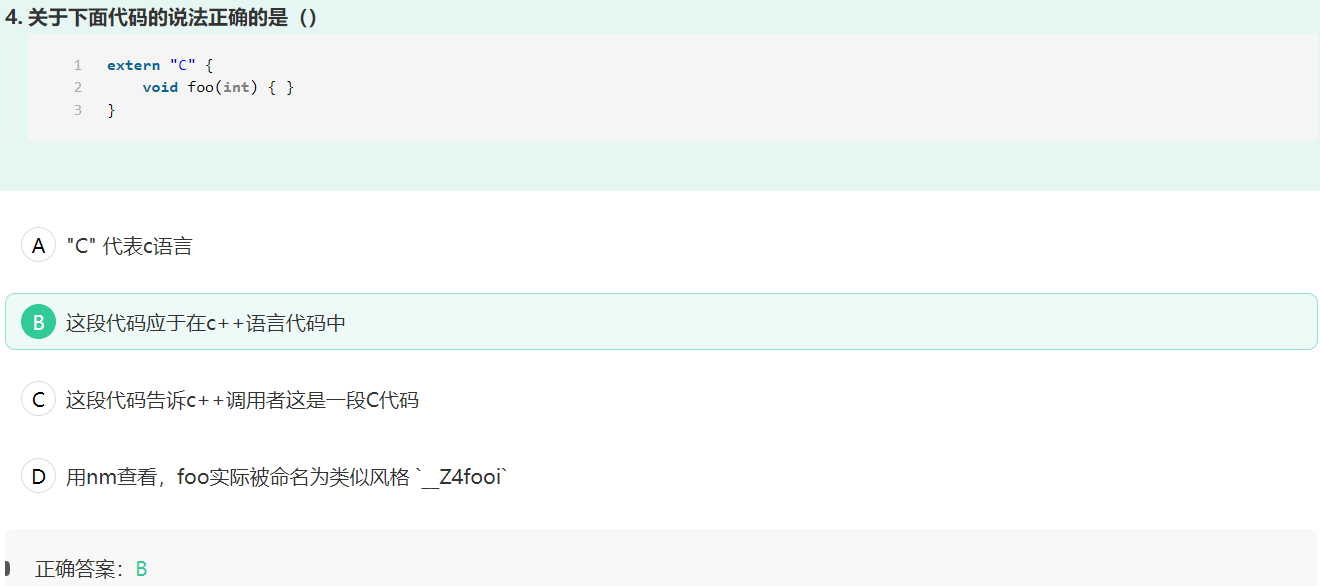 4. 关于下面代码的说法正确的是（）
1 extern "C" {
2     void foo(int) { }
3 }
A "C" 代表c语言
B 这段代码应于在c++语言代码中
C 这段代码告诉c++调用者这是一段C代码
D 用nm查看，foo实际被命名为类似风格 `__Z4fooi`
正确答案：B